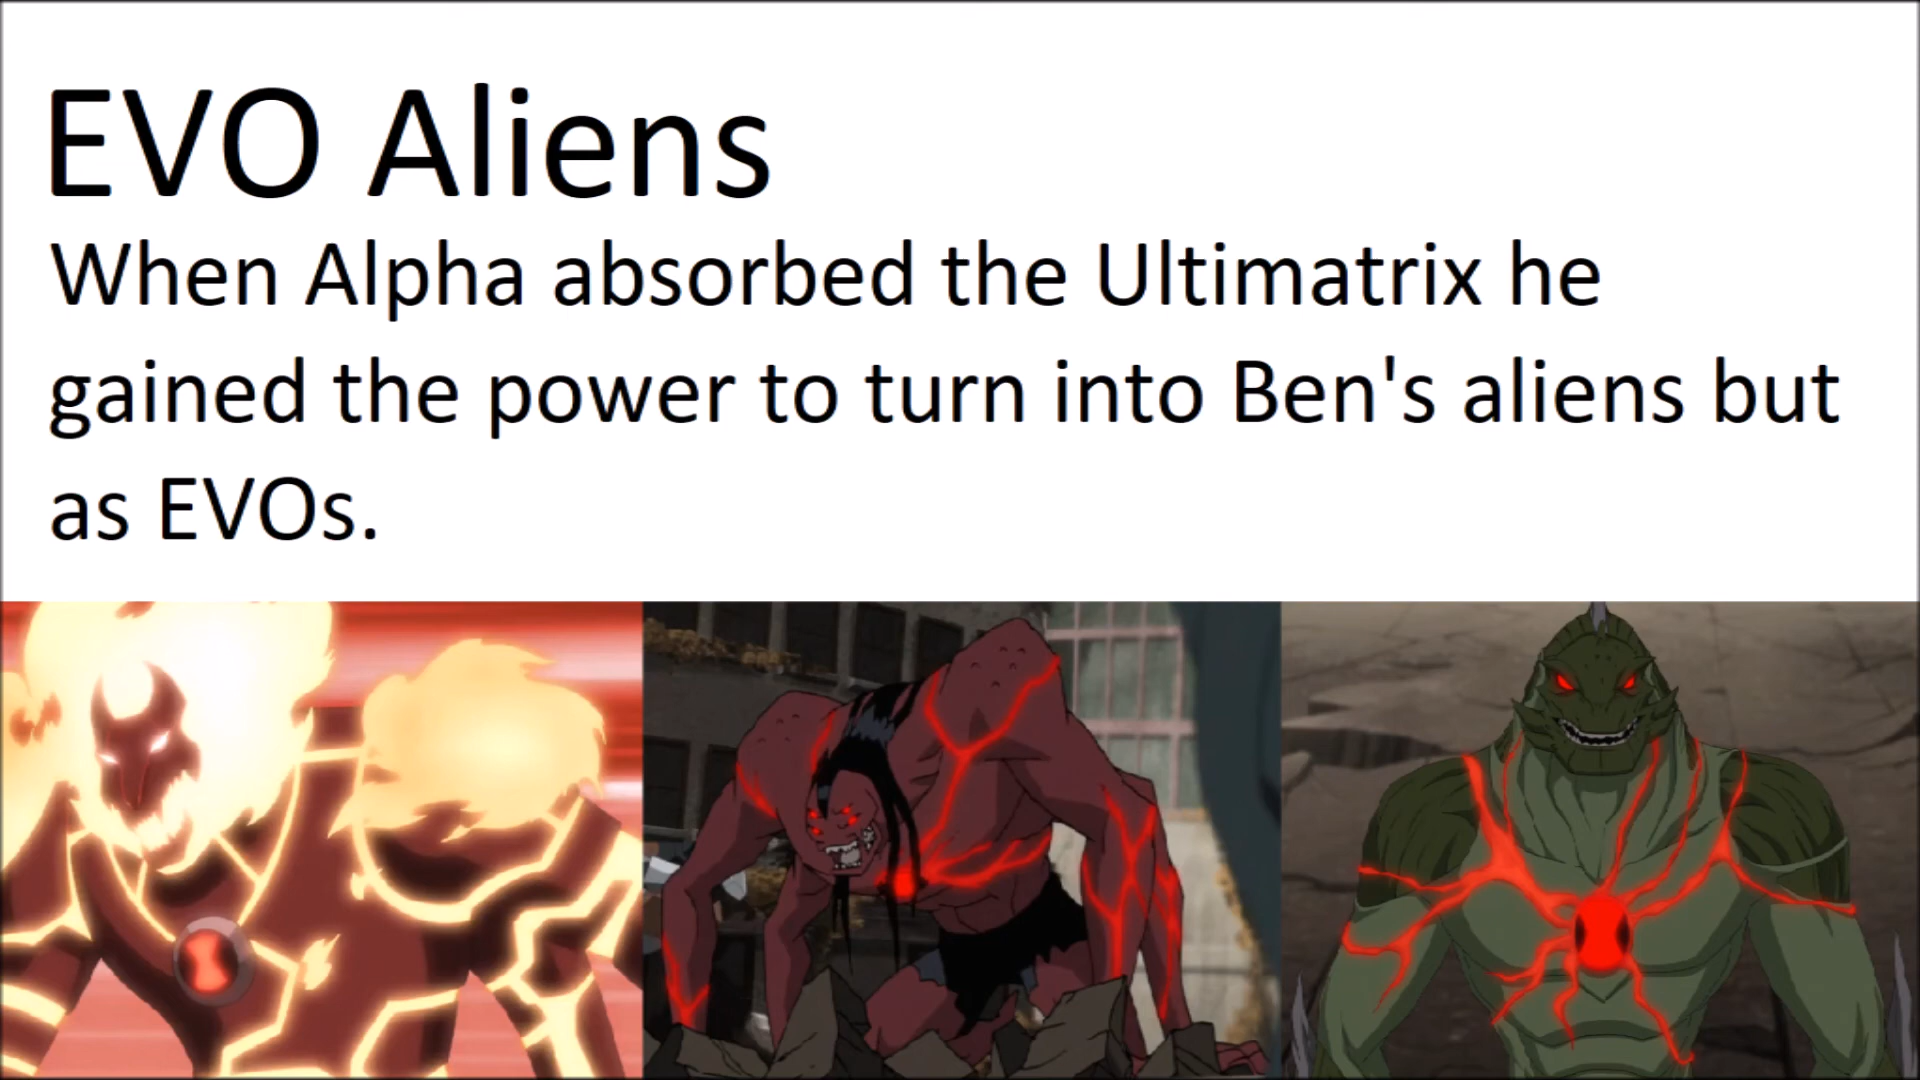 EVO Aliens
When Alpha absorbed the Ultimatrix he
gained the power to turn into Ben's aliens but
as EVOs.